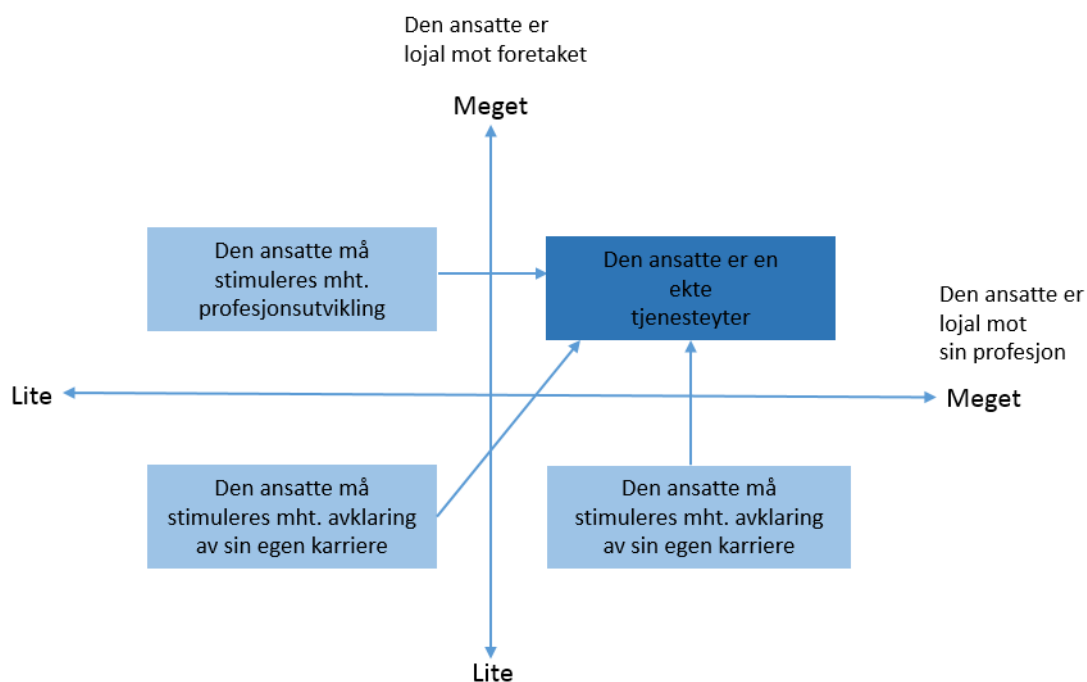 Den ansatte er
lojal mot foretaket
Meget
Den ansatte må
stimuleres mht.
profesjonsutvikling
Den ansatte er en
ekte
tjenesteyter
Den ansatte er
lojal mot
sin profesjon
Lite
Meget
Den ansatte må
stimuleres mht. avklaring
av sin egen karriere
Den ansatte må
stimuleres mht. avklaring
av sin egen karriere
Lite